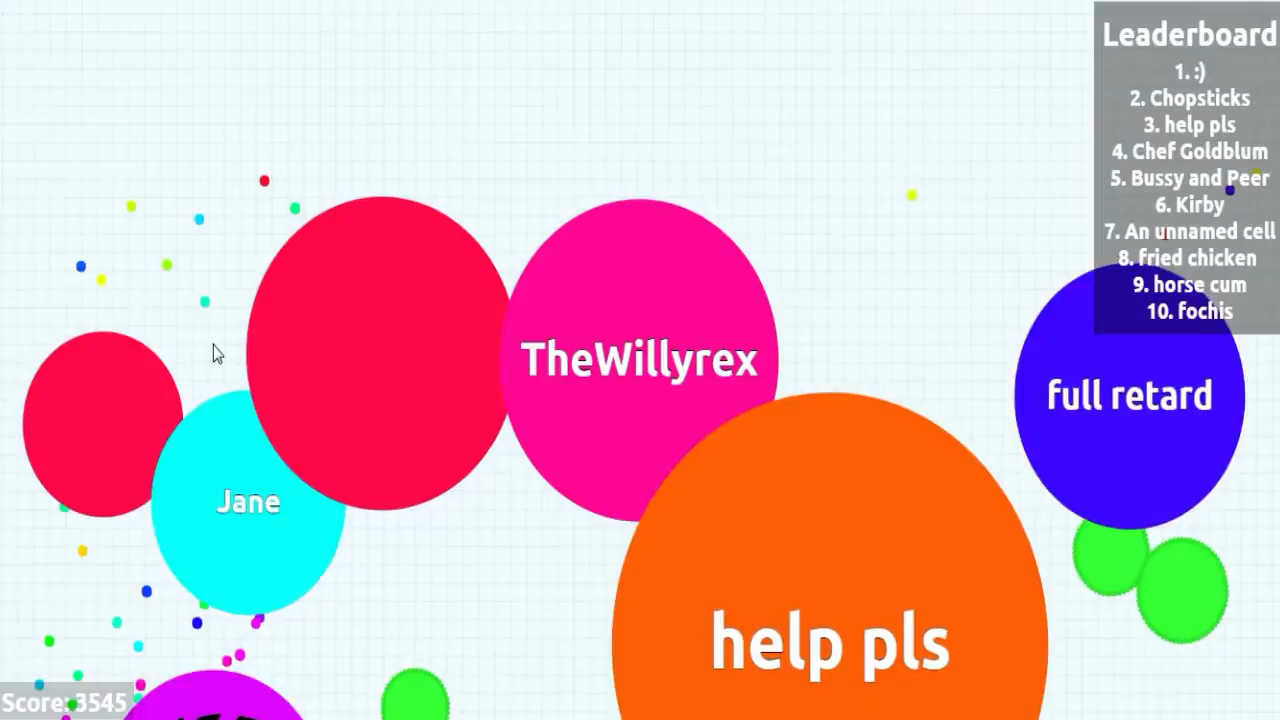 Leaderboard
1. :)
2. Chopsticks
3. help pls
4. Chef Goldblum
5. Bussy and Peer
6. Kirby
7. An unnamed cell
8. fried chicken
9. horse cum
10. fochis
TheWillyrex
full retard
Jane
help pls
Score: 3545